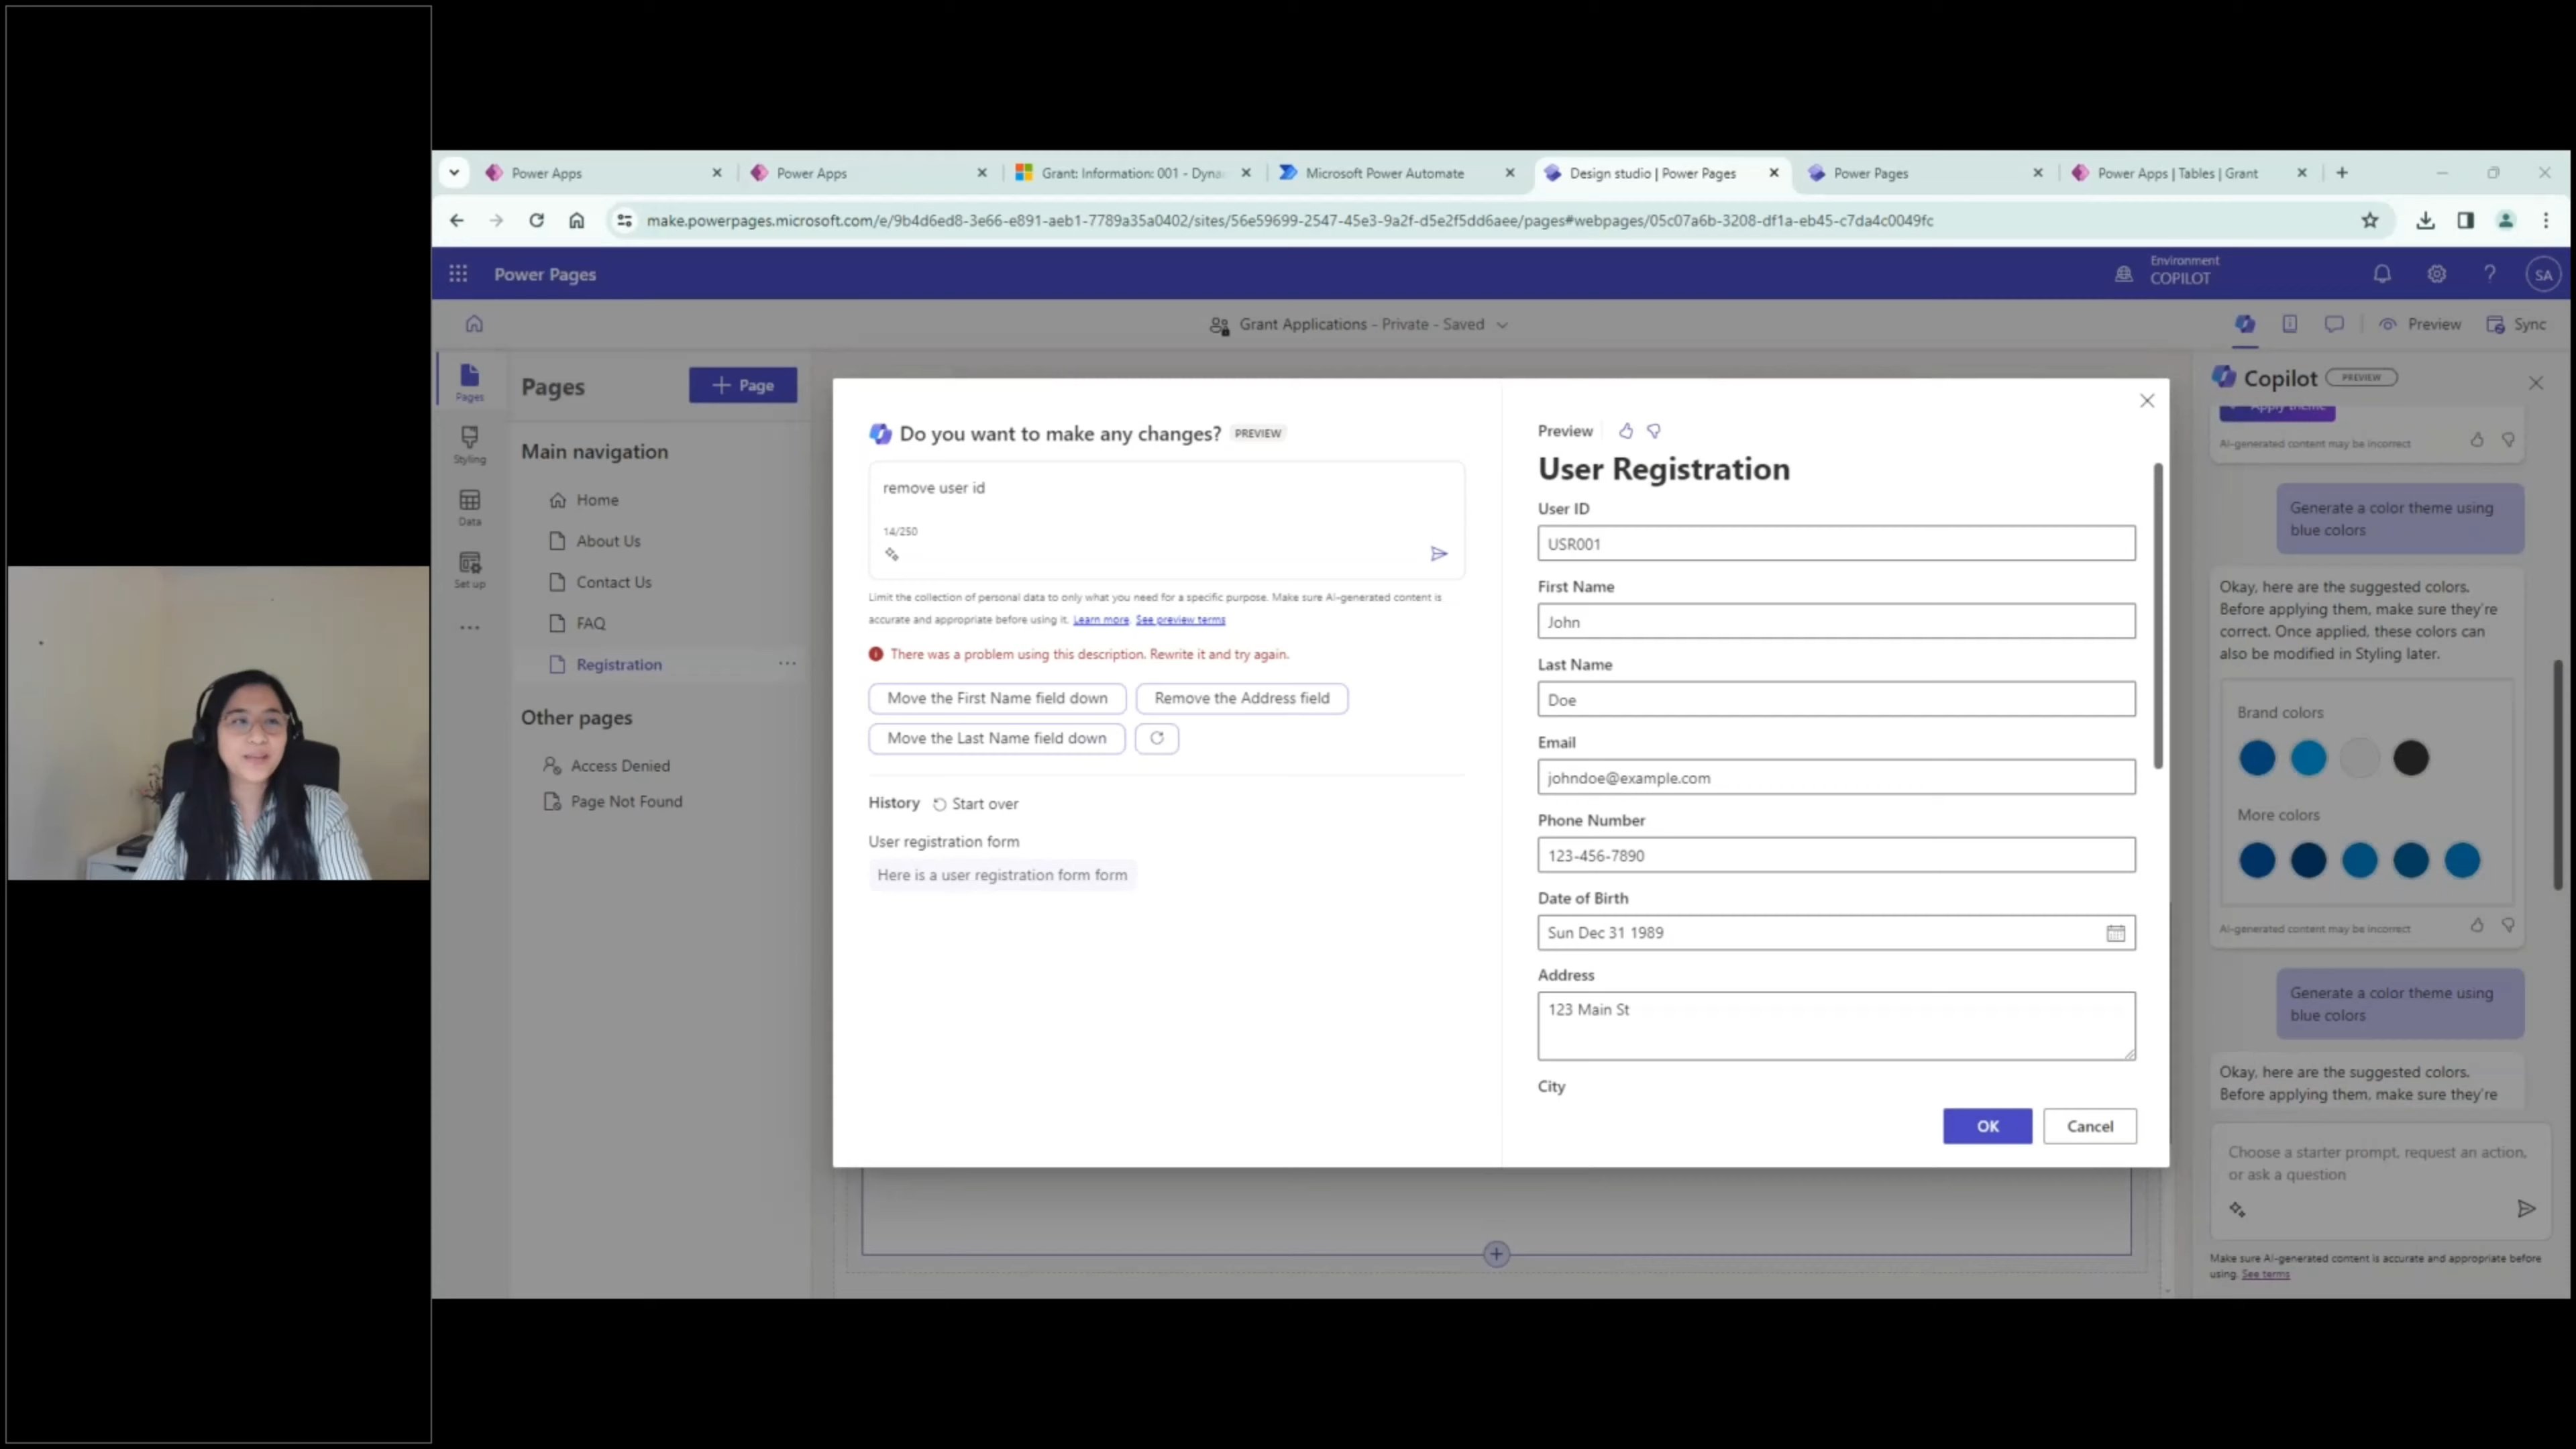 Power Apps
Power Apps
Grant: Information: 001 - Dyna
Microsoft Power Automate
Design studio | Power Pages
Power Pages
Power Apps | Tables | Grant
make.powerpages.microsoft.com/e/9b4d6ed8-3e66-e891-aeb1-7789a35a0402/sites/56e59699-2547-45e3-9a2f-d5e2f5dd6aee/pages#webpages/05c07a6b-3208-df1a-eb45-c7da4c0049fc
Power Pages
Environment
COPILOT
SA
Grant Applications - Private - Saved
Preview
Sync
Pages
Styling
Data
Set up
Pages
+ Page
Main navigation
Home
About Us
Contact Us
FAQ
Registration
Other pages
Access Denied
Page Not Found
Do you want to make any changes? PREVIEW
remove user id
14/250
Limit the collection of personal data to only what you need for a specific purpose. Make sure AI-generated content is
accurate and appropriate before using it. Learn more. See preview terms
There was a problem using this description. Rewrite it and try again.
Move the First Name field down
Remove the Address field
Move the Last Name field down
History
Start over
User registration form
Here is a user registration form form
Preview
User Registration
User ID
USR001
First Name
John
Last Name
Doe
Email
johndoe@example.com
Phone Number
123-456-7890
Date of Birth
Sun Dec 31 1989
Address
123 Main St
City
OK
Cancel
Copilot PREVIEW
Apply theme
AI-generated content may be incorrect
Generate a color theme using
blue colors
Okay, here are the suggested colors.
Before applying them, make sure they're
correct. Once applied, these colors can
also be modified in Styling later.
Brand colors
More colors
AI-generated content may be incorrect
Generate a color theme using
blue colors
Okay, here are the suggested colors.
Before applying them, make sure they're
Choose a starter prompt, request an action,
or ask a question
Make sure AI-generated content is accurate and appropriate before
using. See terms